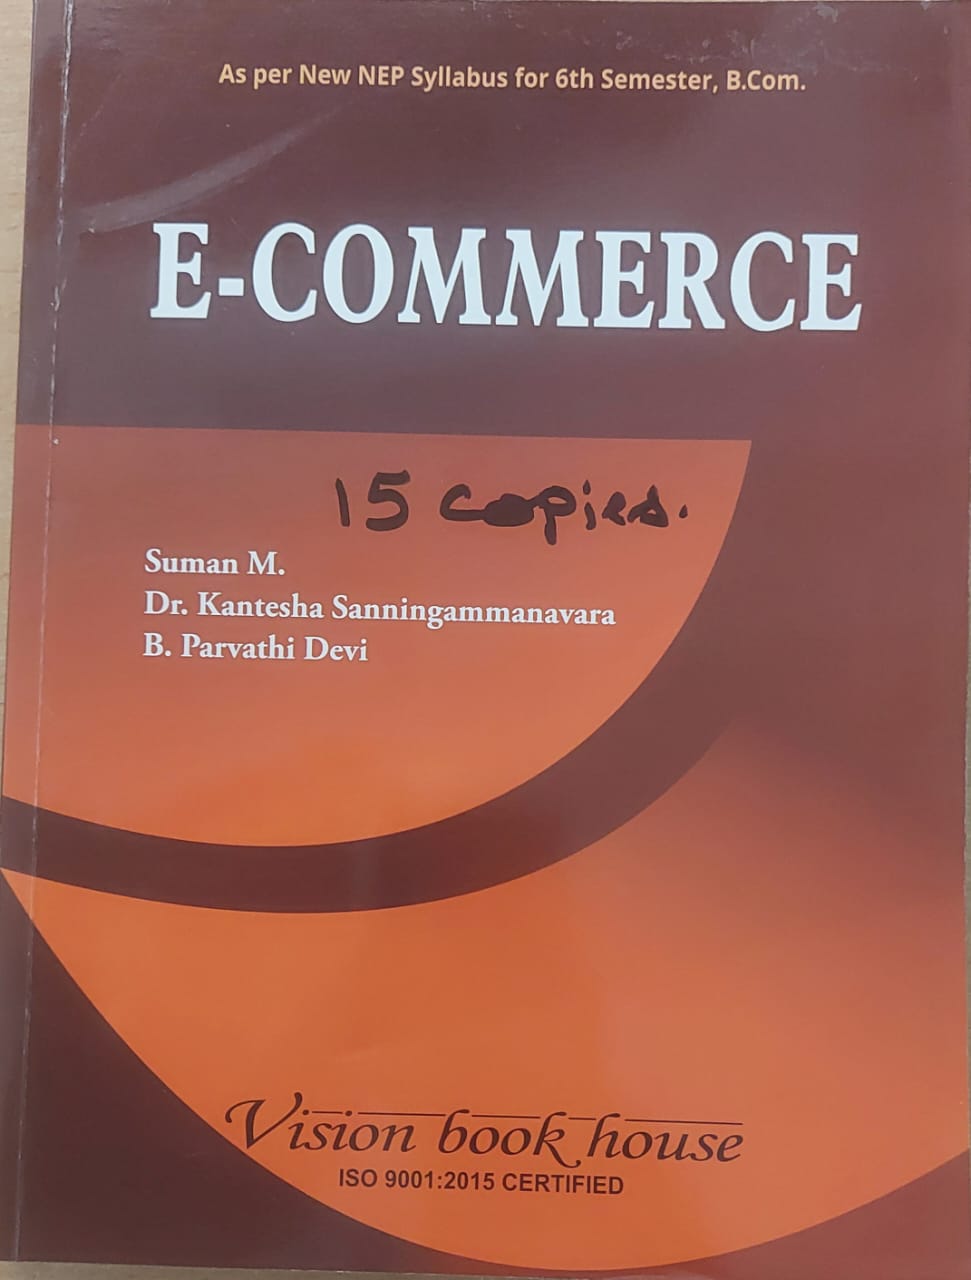 As per New NEP Syllabus for 6th Semester, B.Com.
E-COMMERCE
15 copies.
Suman M.
Dr. Kantesha Sanningammanavara
B. Parvathi Devi
Vision book house
ISO 9001:2015 CERTIFIED